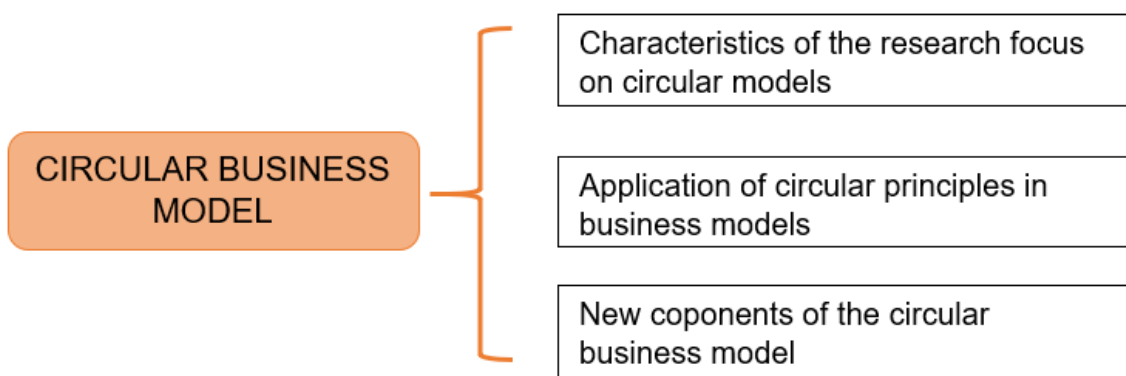 Characteristics of the research focus
on circular models
CIRCULAR BUSINESS
MODEL
Application of circular principles in
business models
New coponents of the circular
business model